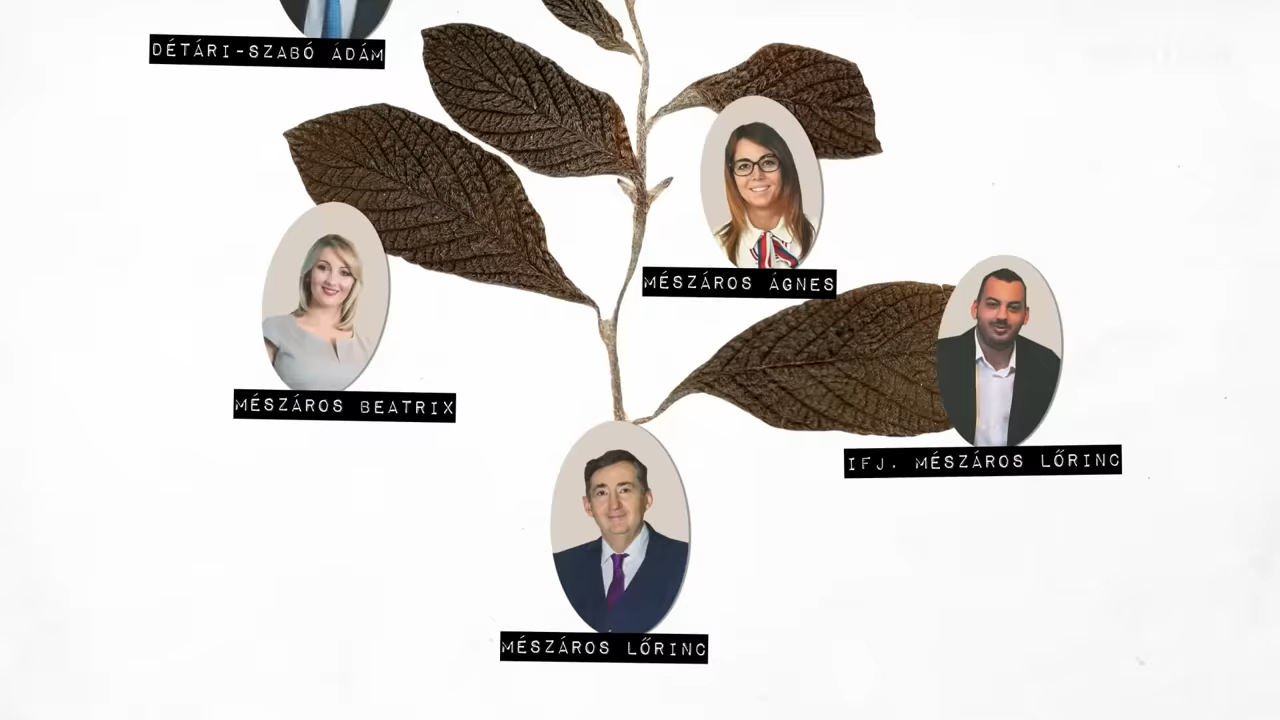 DÉTÁRI-SZABÓ ÁDÁM
MÉSZÁROS ÁGNES
MÉSZÁROS BEATRIX
IFJ. MÉSZÁROS LŐRINC
MÉSZÁROS LŐRINC